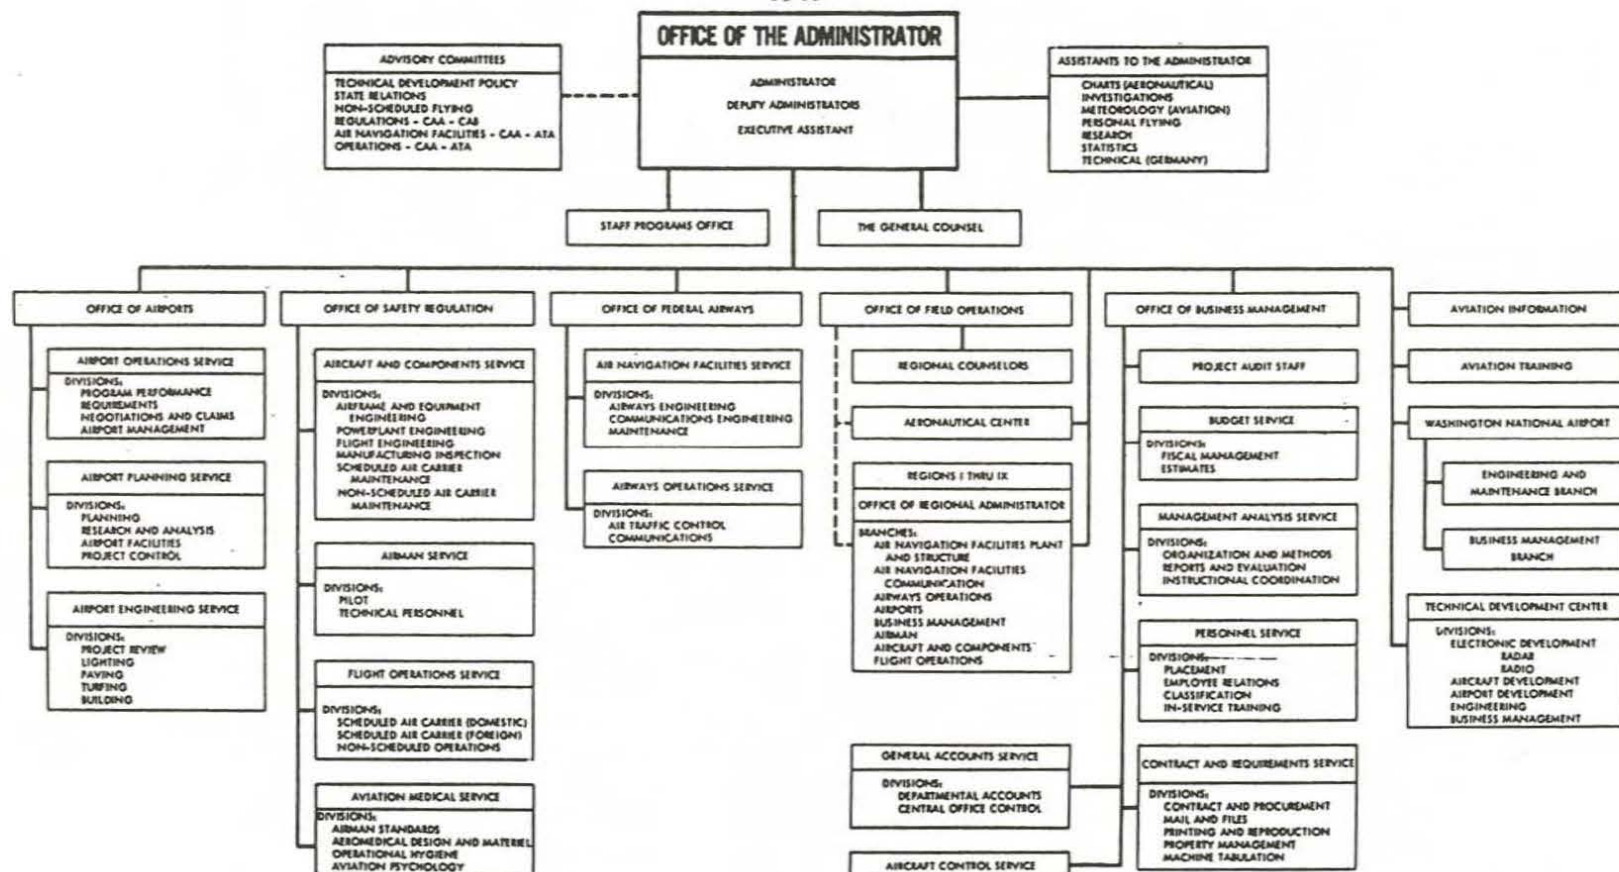 OFFICE OF THE ADMINISTRATOR
ADMINISTRATOR
DEPUTY ADMINISTRATORS
EXECUTIVE ASSISTANT
ADVISORY COMMITTEES
TECHNICAL DEVELOPMENT POLICY
STATE RELATIONS
NON-SCHEDULED FLYING
REGULATIONS - CAA - CAB
AIR NAVIGATION FACILITIES - CAA - ATA
OPERATIONS - CAA - ATA
ASSISTANTS TO THE ADMINISTRATOR
CHARTS (AERONAUTICAL)
INVESTIGATIONS
METEOROLOGY (AVIATION)
PERSONAL FLYING
RESEARCH
STATISTICS
TECHNICAL (GERMANY)
STAFF PROGRAMS OFFICE
THE GENERAL COUNSEL
OFFICE OF AIRPORTS
AIRPORT OPERATIONS SERVICE
DIVISIONS:
PROGRAM PERFORMANCE
REQUIREMENTS
NEGOTIATIONS AND CLAIMS
AIRPORT MANAGEMENT
AIRPORT PLANNING SERVICE
DIVISIONS:
PLANNING
RESEARCH AND ANALYSIS
AIRPORT FACILITIES
PROJECT CONTROL
AIRPORT ENGINEERING SERVICE
DIVISIONS:
PROJECT REVIEW
LIGHTING
PAVING
TURFING
BUILDING
OFFICE OF SAFETY REGULATION
AIRCRAFT AND COMPONENTS SERVICE
DIVISIONS:
AIRFRAME AND EQUIPMENT
ENGINEERING
POWERPLANT ENGINEERING
FLIGHT ENGINEERING
MANUFACTURING INSPECTION
SCHEDULED AIR CARRIER
MAINTENANCE
NON-SCHEDULED AIR CARRIER
MAINTENANCE
AIRMAN SERVICE
DIVISIONS:
PILOT
TECHNICAL PERSONNEL
FLIGHT OPERATIONS SERVICE
DIVISIONS:
SCHEDULED AIR CARRIER (DOMESTIC)
SCHEDULED AIR CARRIER (FOREIGN)
NON-SCHEDULED OPERATIONS
AVIATION MEDICAL SERVICE
DIVISIONS:
AIRMAN STANDARDS
AEROMEDICAL DESIGN AND MATERIEL
OPERATIONAL HYGIENE
AVIATION PSYCHOLOGY
OFFICE OF FEDERAL AIRWAYS
AIR NAVIGATION FACILITIES SERVICE
DIVISIONS:
AIRWAYS ENGINEERING
COMMUNICATIONS ENGINEERING
MAINTENANCE
AIRWAYS OPERATIONS SERVICE
DIVISIONS:
AIR TRAFFIC CONTROL
COMMUNICATIONS
OFFICE OF FIELD OPERATIONS
REGIONAL COUNSELORS
AERONAUTICAL CENTER
REGIONS I THRU IX
OFFICE OF REGIONAL ADMINISTRATOR
BRANCHES:
AIR NAVIGATION FACILITIES PLANT
AND STRUCTURE
AIR NAVIGATION FACILITIES
COMMUNICATION
AIRWAYS OPERATIONS
AIRPORTS
BUSINESS MANAGEMENT
AIRMAN
AIRCRAFT AND COMPONENTS
FLIGHT OPERATIONS
GENERAL ACCOUNTS SERVICE
DIVISIONS:
DEPARTMENTAL ACCOUNTS
CENTRAL OFFICE CONTROL
AIRCRAFT CONTROL SERVICE
OFFICE OF BUSINESS MANAGEMENT
PROJECT AUDIT STAFF
BUDGET SERVICE
DIVISIONS:
FISCAL MANAGEMENT
ESTIMATES
MANAGEMENT ANALYSIS SERVICE
DIVISIONS:
ORGANIZATION AND METHODS
REPORTS AND EVALUATION
INSTRUCTIONAL COORDINATION
PERSONNEL SERVICE
DIVISIONS:
PLACEMENT
EMPLOYEE RELATIONS
CLASSIFICATION
IN-SERVICE TRAINING
CONTRACT AND REQUIREMENTS SERVICE
DIVISIONS:
CONTRACT AND PROCUREMENT
MAIL AND FILES
PRINTING AND REPRODUCTION
PROPERTY MANAGEMENT
MACHINE TABULATION
AVIATION INFORMATION
AVIATION TRAINING
WASHINGTON NATIONAL AIRPORT
ENGINEERING AND
MAINTENANCE BRANCH
BUSINESS MANAGEMENT
BRANCH
TECHNICAL DEVELOPMENT CENTER
DIVISIONS:
ELECTRONIC DEVELOPMENT
RADAR
RADIO
AIRCRAFT DEVELOPMENT
AIRPORT DEVELOPMENT
ENGINEERING
BUSINESS MANAGEMENT